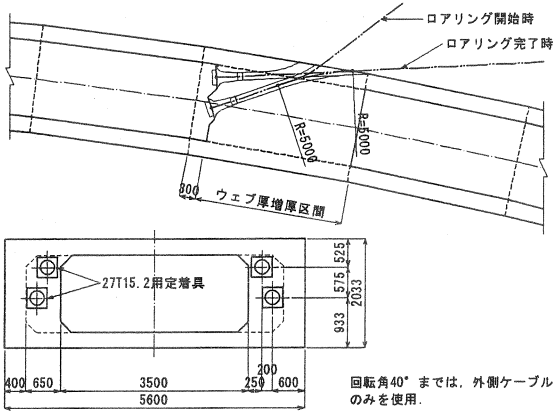 ロアリング開始時
ロアリング完了時
R=5000
R=5000
300
ウェブ厚増厚区間
27T15.2用定着具
525
575
933
2033
200
400
650
3500
250
600
5600
回転角40°までは，外側ケーブル
のみを使用．